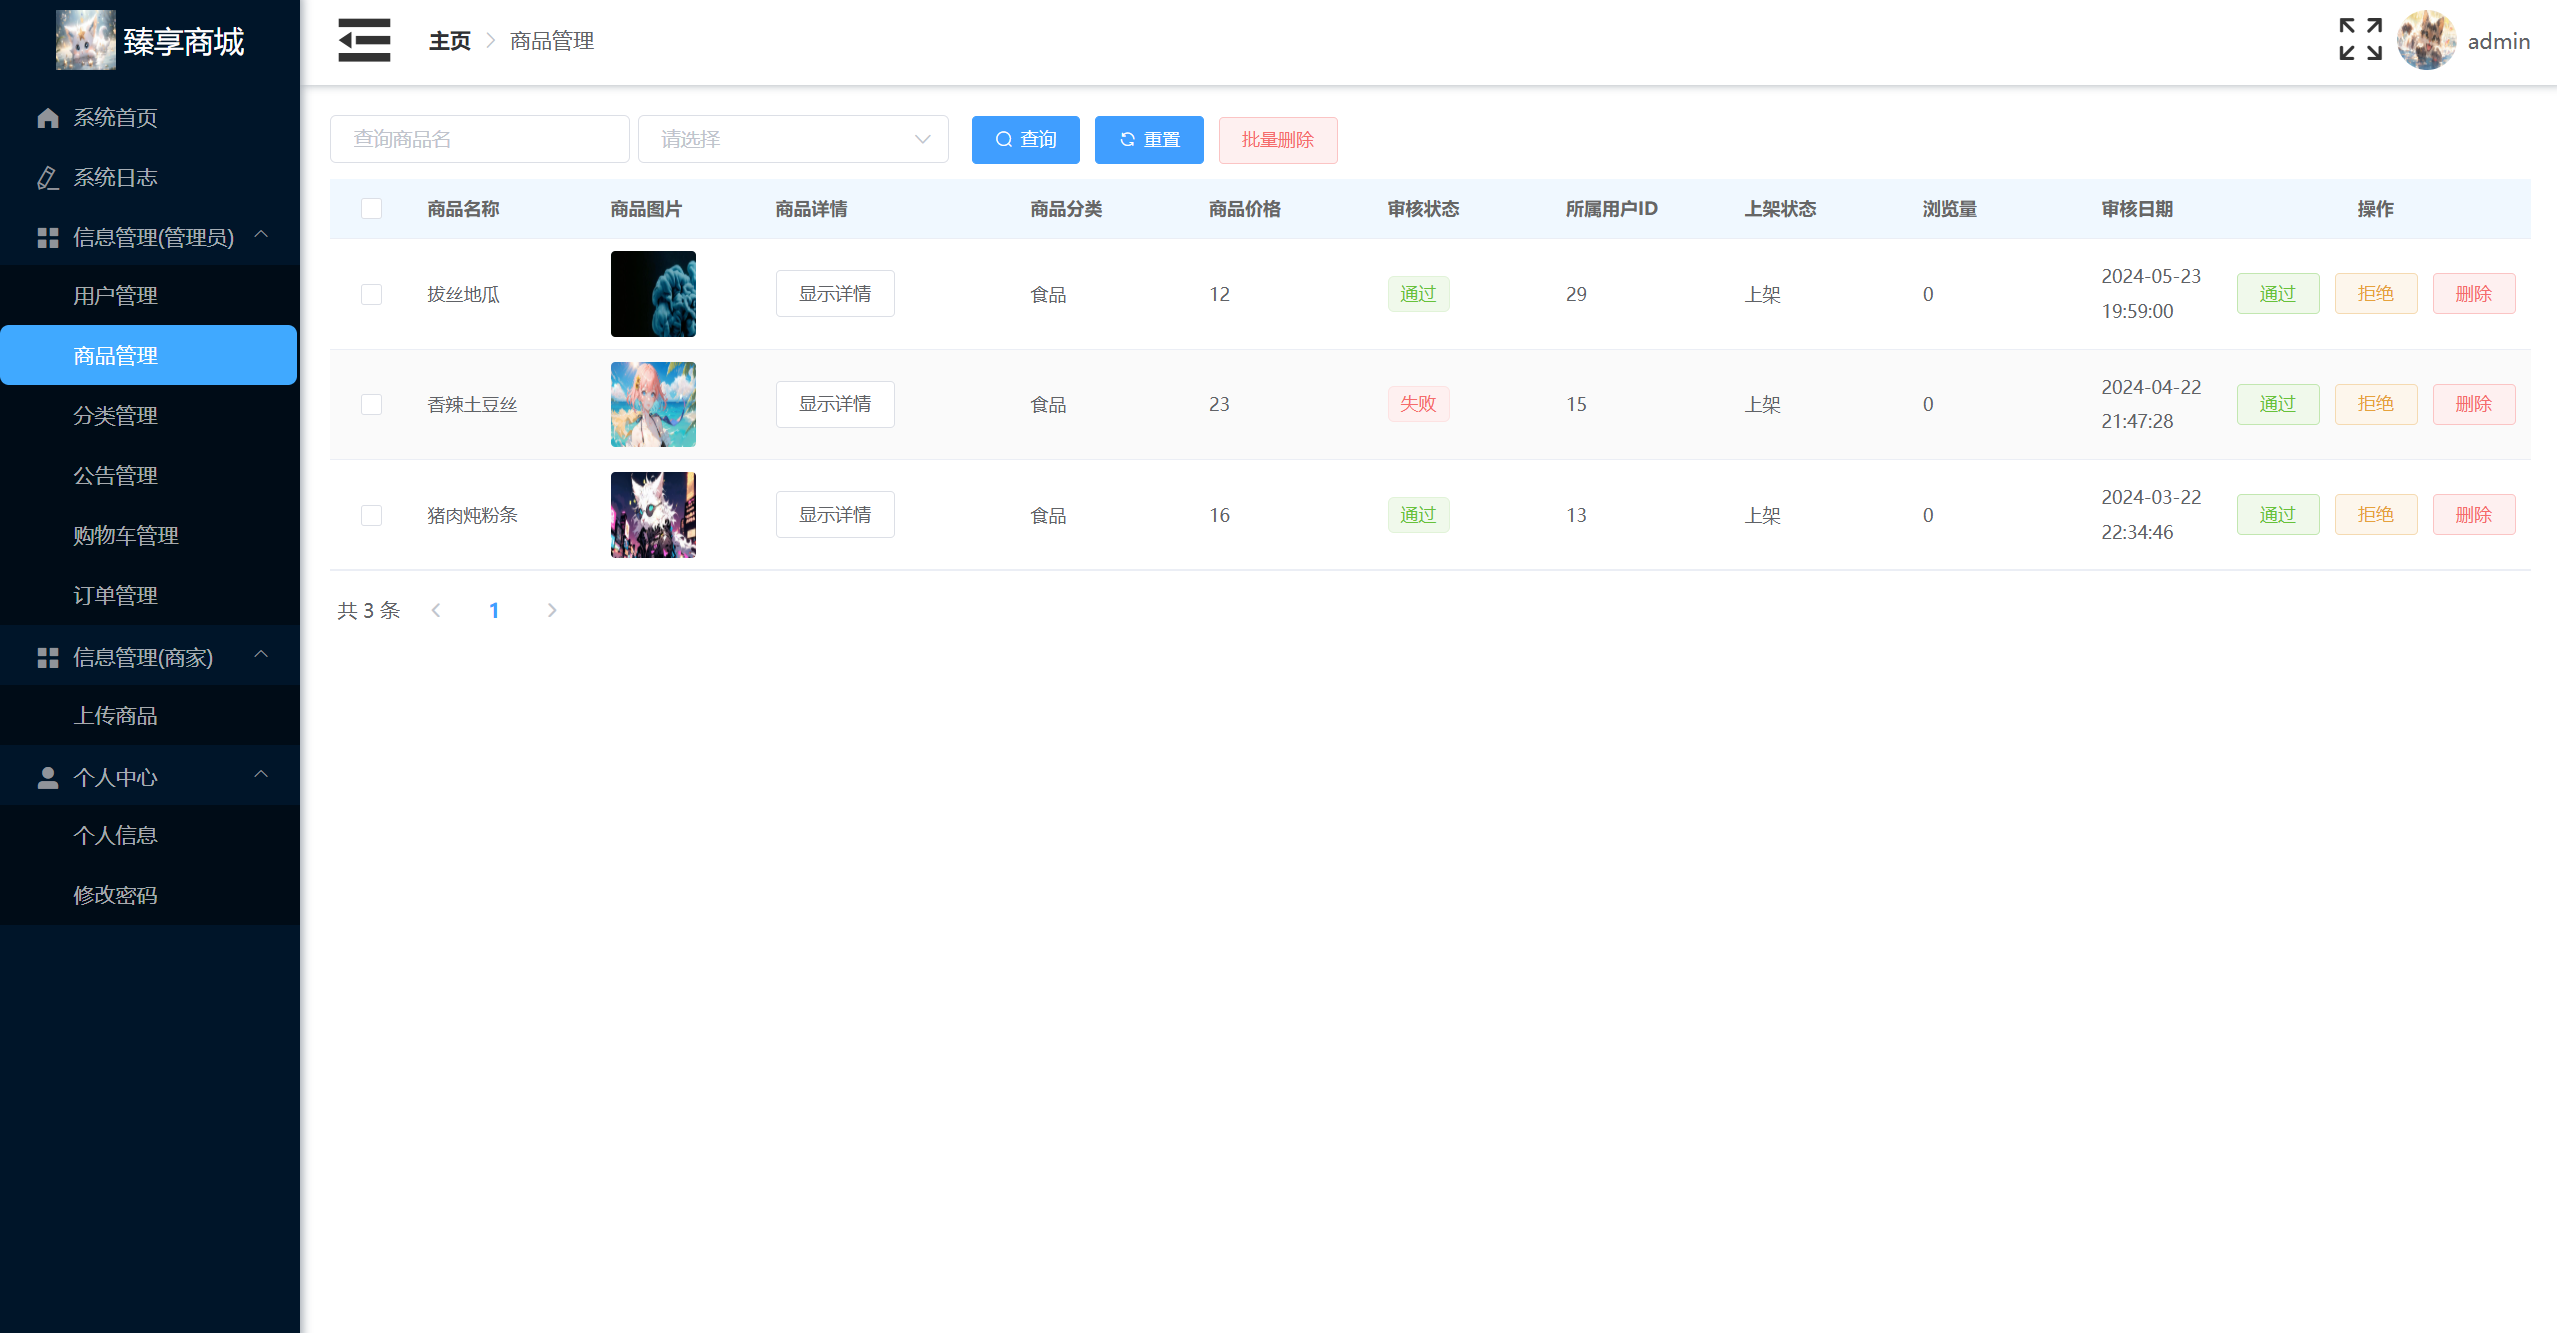 臻享商城
主页 商品管理
admin
系统首页
系统日志
信息管理(管理员)
用户管理
商品管理
分类管理
公告管理
购物车管理
订单管理
信息管理(商家)
上传商品
个人中心
个人信息
修改密码
查询商品名 请选择 查询 重置 批量删除
商品名称 商品图片 商品详情 商品分类 商品价格 审核状态 所属用户ID 上架状态 浏览量 审核日期 操作
拔丝地瓜 显示详情 食品 12 通过 29 上架 0 2024-05-23 通过 拒绝 删除
19:59:00
香辣土豆丝 显示详情 食品 23 失败 15 上架 0 2024-04-22 通过 拒绝 删除
21:47:28
猪肉炖粉条 显示详情 食品 16 通过 13 上架 0 2024-03-22 通过 拒绝 删除
22:34:46
共 3 条 1